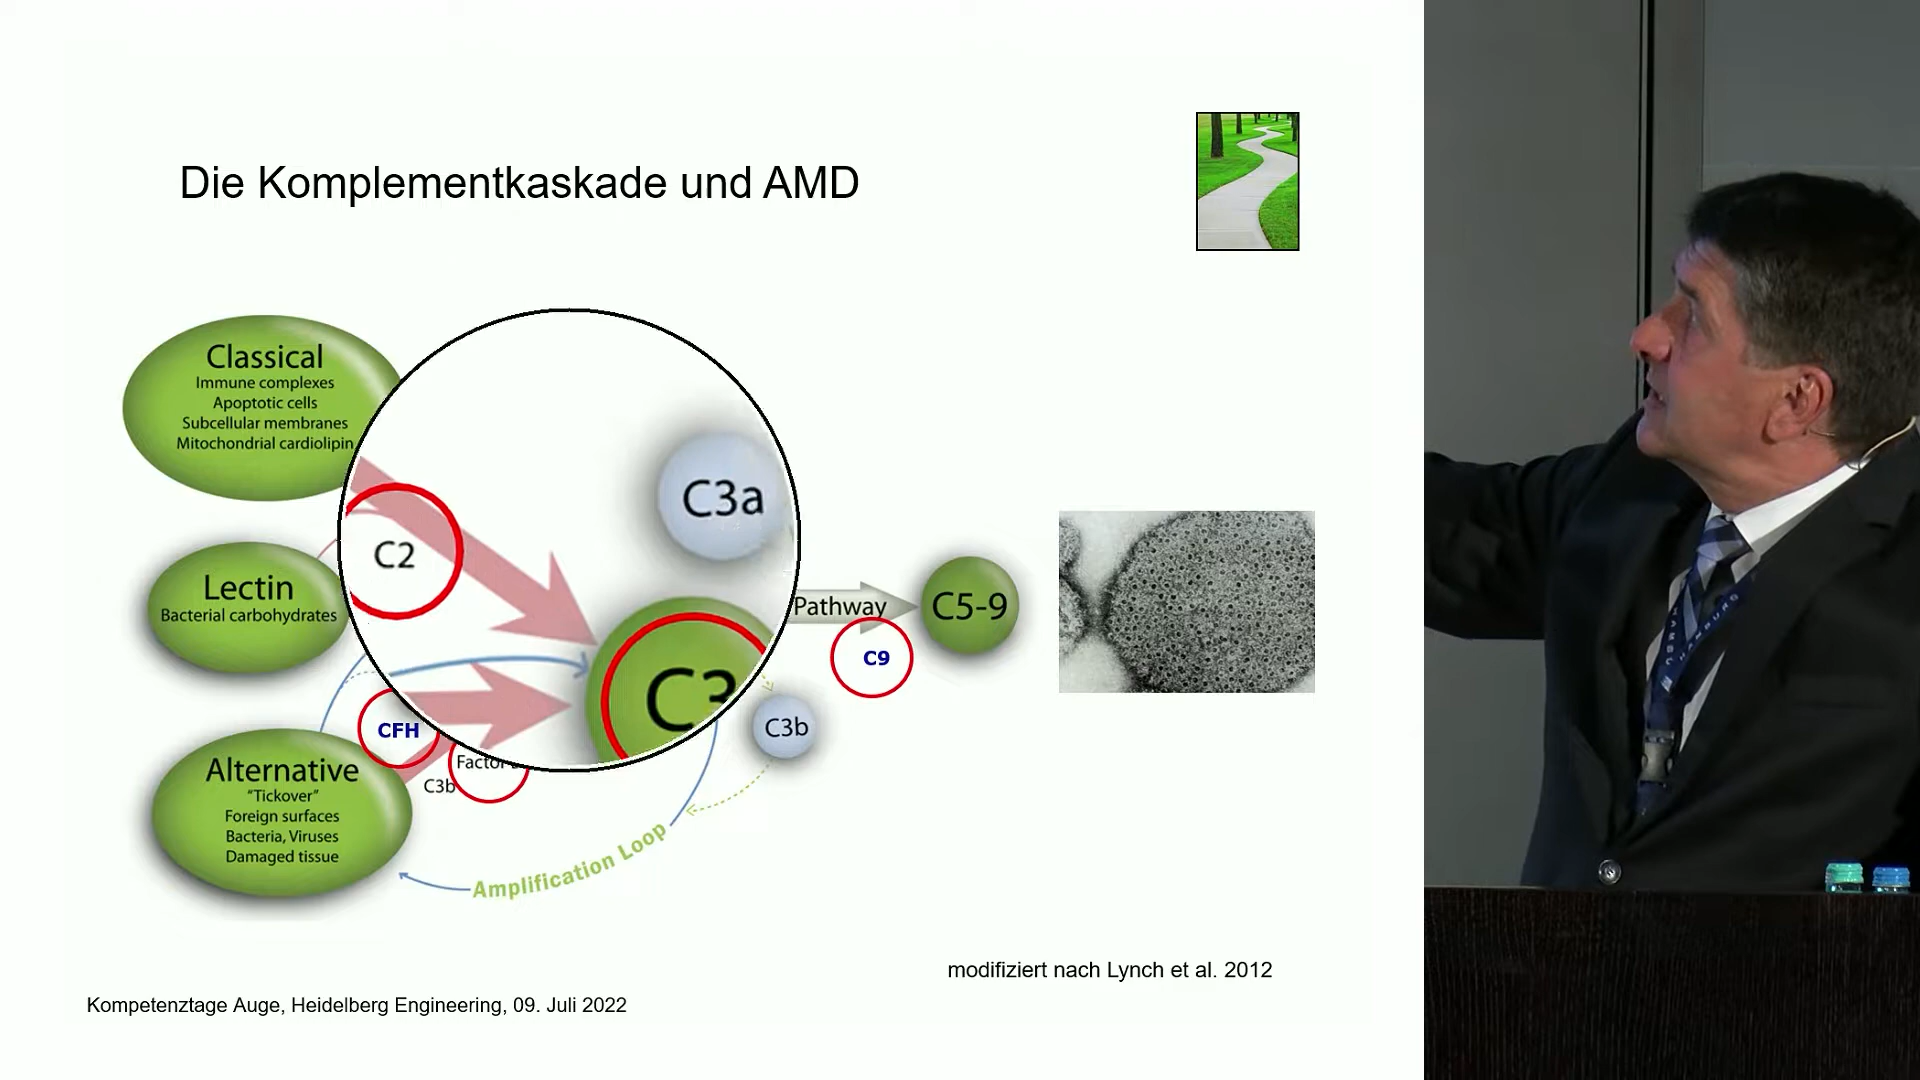 Die Komplementkaskade und AMD
Classical
Immune complexes
Apoptotic cells
Subcellular membranes
Mitochondrial cardiolipin
C3a
C2
Lectin
Bacterial carbohydrates
Pathway
C5-9
C9
C3
CFH
C3b
Factor
C3b
Alternative
"Tickover"
Foreign surfaces
Bacteria, Viruses
Damaged tissue
Amplification Loop
modifiziert nach Lynch et al. 2012
Kompetenztage Auge, Heidelberg Engineering, 09. Juli 2022